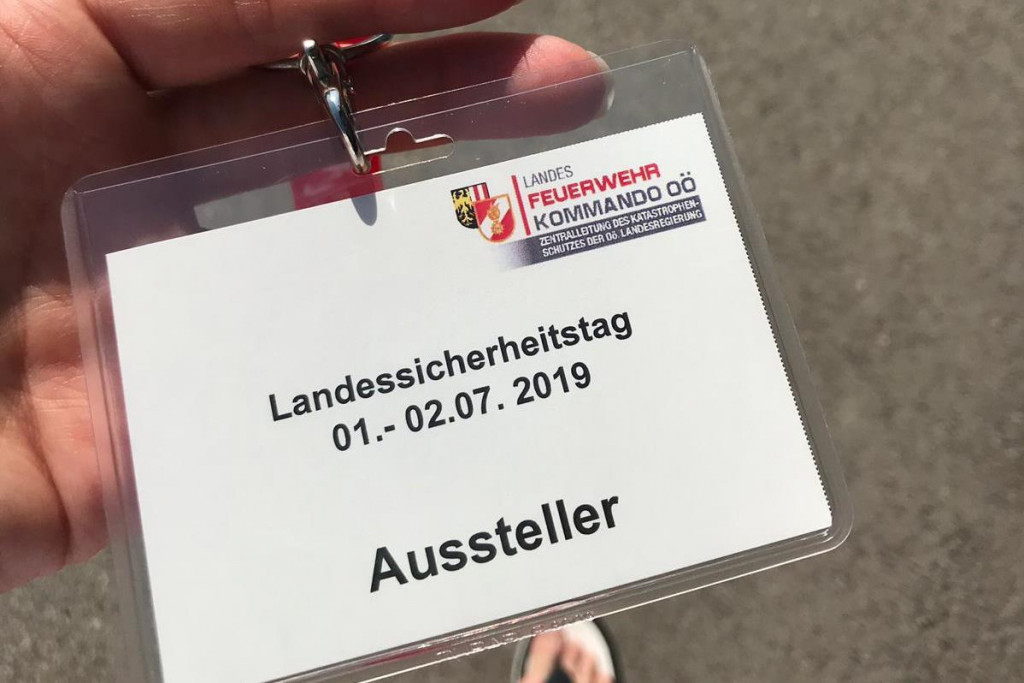 LANDES
FEUERWEHR
KOMMANDO OÖ
ZENTRALLEITUNG DES KATASTROPHEN-
SCHUTZES DER OÖ. LANDESREGIERUNG
Landessicherheitstag
01.- 02.07. 2019
Aussteller